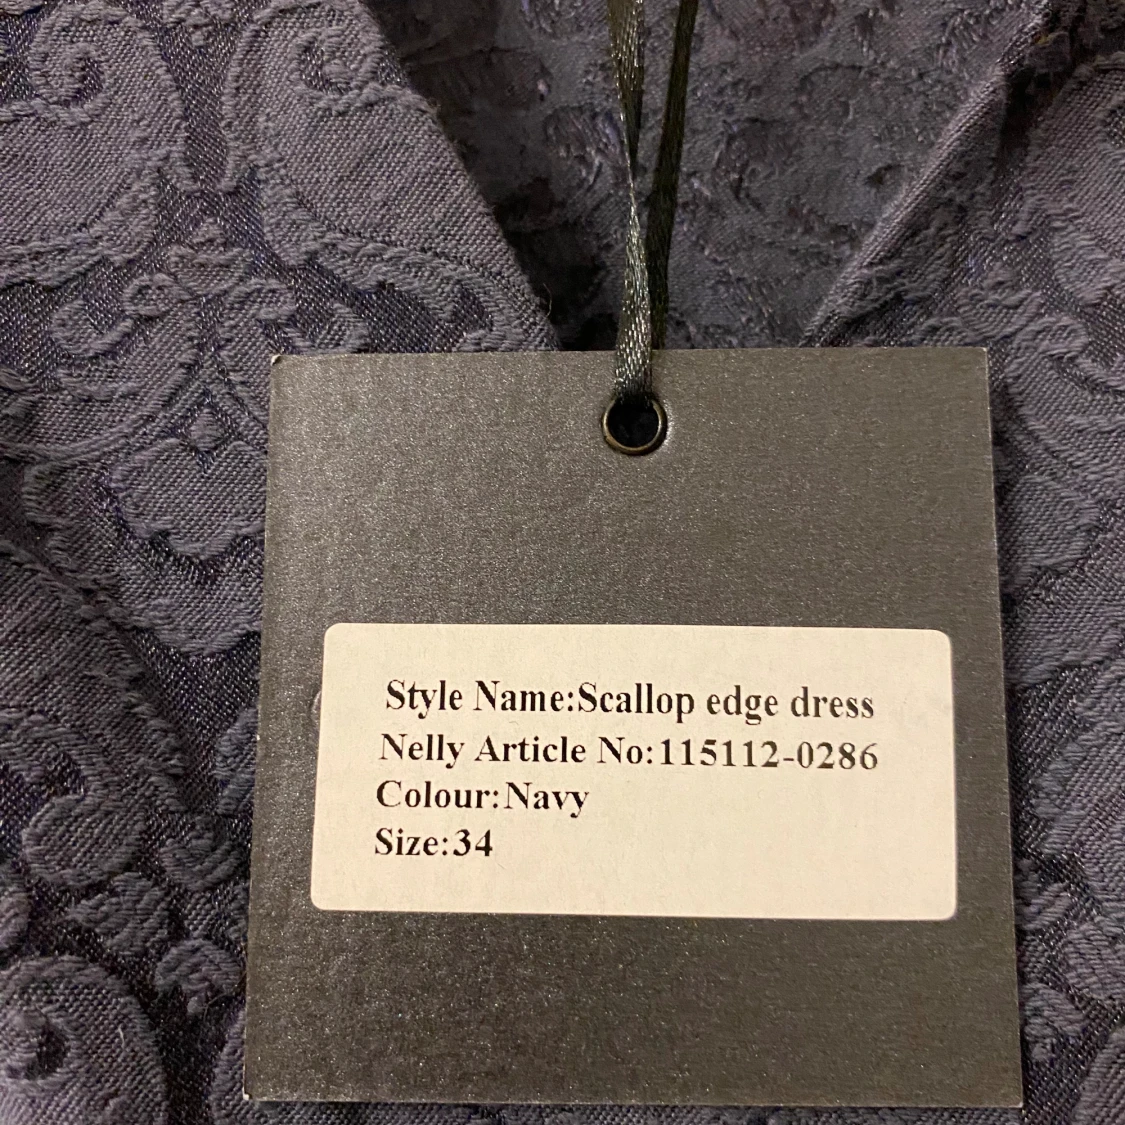 Style Name:Scallop edge dress
Nelly Article No:115112-0286
Colour:Navy
Size:34